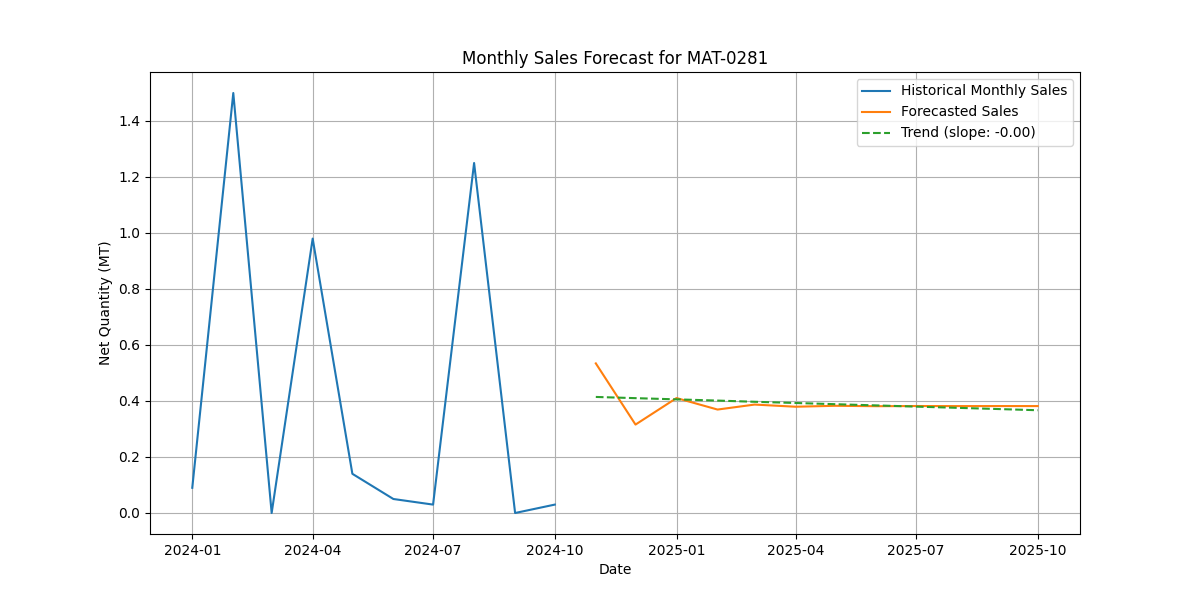 Monthly Sales Forecast for MAT-0281
Historical Monthly Sales
Forecasted Sales
Trend (slope: -0.00)
Net Quantity (MT)
1.4
1.2
1.0
0.8
0.6
0.4
0.2
0.0
2024-01 2024-04 2024-07 2024-10 2025-01 2025-04 2025-07 2025-10
Date